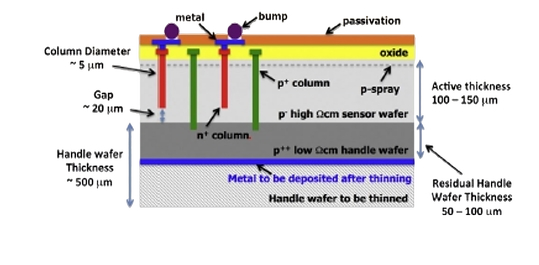 metal
bump
passivation
Column Diameter
~ 5 μm
oxide
p⁺ column
p-spray
Gap
~ 20 μm
Active thickness
100 – 150 μm
p⁻ high Ωcm sensor wafer
n⁺ column.
p⁺⁺ low Ωcm handle wafer
Handle wafer
Thickness
~ 500 μm
Metal to be deposited after thinning
Handle wafer to be thinned
Residual Handle
Wafer Thickness
50 – 100 um